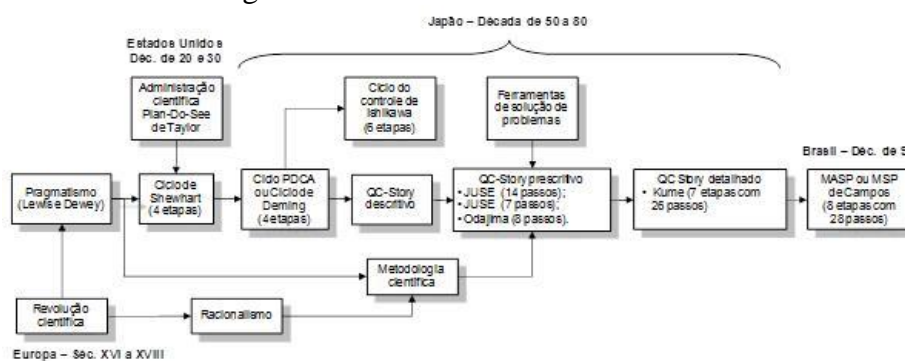 Japão – Década de 50 a 80
Estados Unidos
Déc. de 20 e 30
Administração
científica
Plan-Do-See
de Taylor
Ciclo do
controle de
Ishikawa
(6 etapas)
Ferramentas
de solução de
problemas
Brasil – Déc. de
Pragmatismo
(Lewis e Dewey)
Ciclo de
Shewhart
(4 etapas)
Ciclo PDCA
ou Ciclo de
Deming
(4 etapas)
QC-Story
descritivo
QC-Story prescritivo
• JUSE (14 passos);
• JUSE (7 passos);
• Odajima (8 passos).
QC Story detalhado
• Kume (7 etapas com
26 passos)
MASP ou MSP
de Campos
(8 etapas com
28 passos)
Metodologia
científica
Revolução
científica
Racionalismo
Europa – Séc. XVI a XVIII